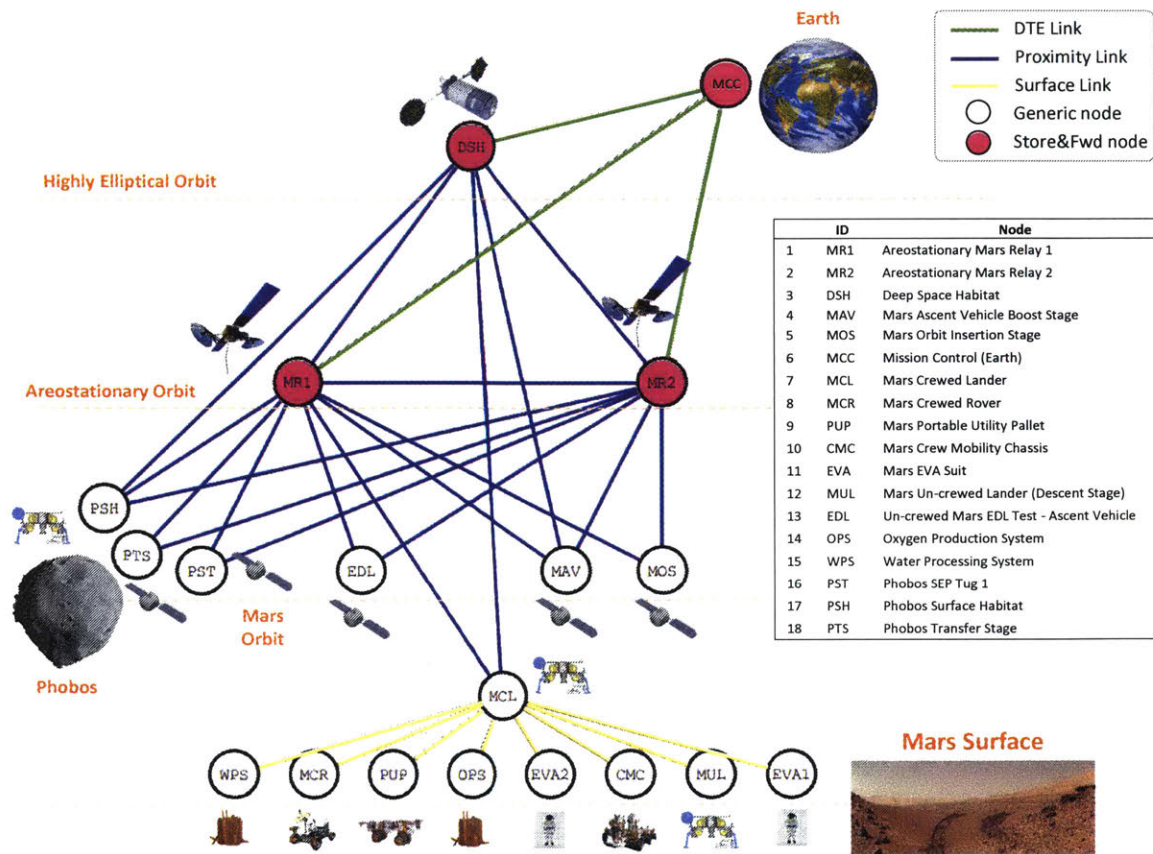 Earth
DTE Link
Proximity Link
Surface Link
Generic node
Store&Fwd node
MCC
DSH
Highly Elliptical Orbit
ID Node
1 MR1 Areostationary Mars Relay 1
2 MR2 Areostationary Mars Relay 2
3 DSH Deep Space Habitat
4 MAV Mars Ascent Vehicle Boost Stage
5 MOS Mars Orbit Insertion Stage
6 MCC Mission Control (Earth)
7 MCL Mars Crewed Lander
8 MCR Mars Crewed Rover
9 PUP Mars Portable Utility Pallet
10 CMC Mars Crew Mobility Chassis
11 EVA Mars EVA Suit
12 MUL Mars Un-crewed Lander (Descent Stage)
13 EDL Un-crewed Mars EDL Test - Ascent Vehicle
14 OPS Oxygen Production System
15 WPS Water Processing System
16 PST Phobos SEP Tug 1
17 PSH Phobos Surface Habitat
18 PTS Phobos Transfer Stage
Areostationary Orbit
MR1 MR2
PSH
PTS PST EDL MAV MOS
Mars
Orbit
Phobos
MCL
Mars Surface
WPS MCR PUP OPS EVA2 CMC MUL EVA1